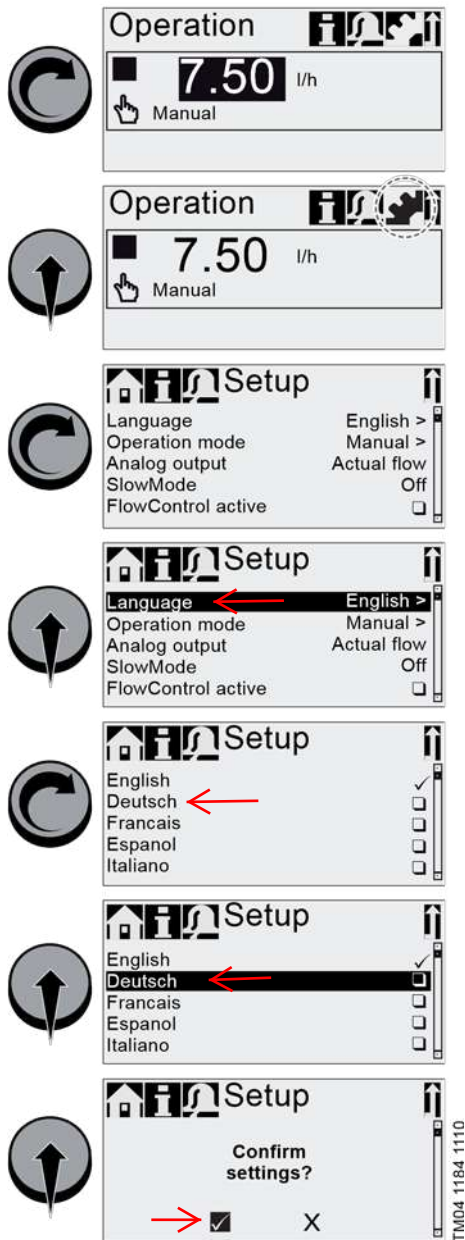 Operation
7.50 l/h
Manual
Operation
7.50 l/h
Manual
Setup
Language English >
Operation mode Manual >
Analog output Actual flow
SlowMode Off
FlowControl active
Setup
Language English >
Operation mode Manual >
Analog output Actual flow
SlowMode Off
FlowControl active
Setup
English
Deutsch
Francais
Espanol
Italiano
Setup
English
Deutsch
Francais
Espanol
Italiano
Setup
Confirm
settings?
X
TM04 1184 1110